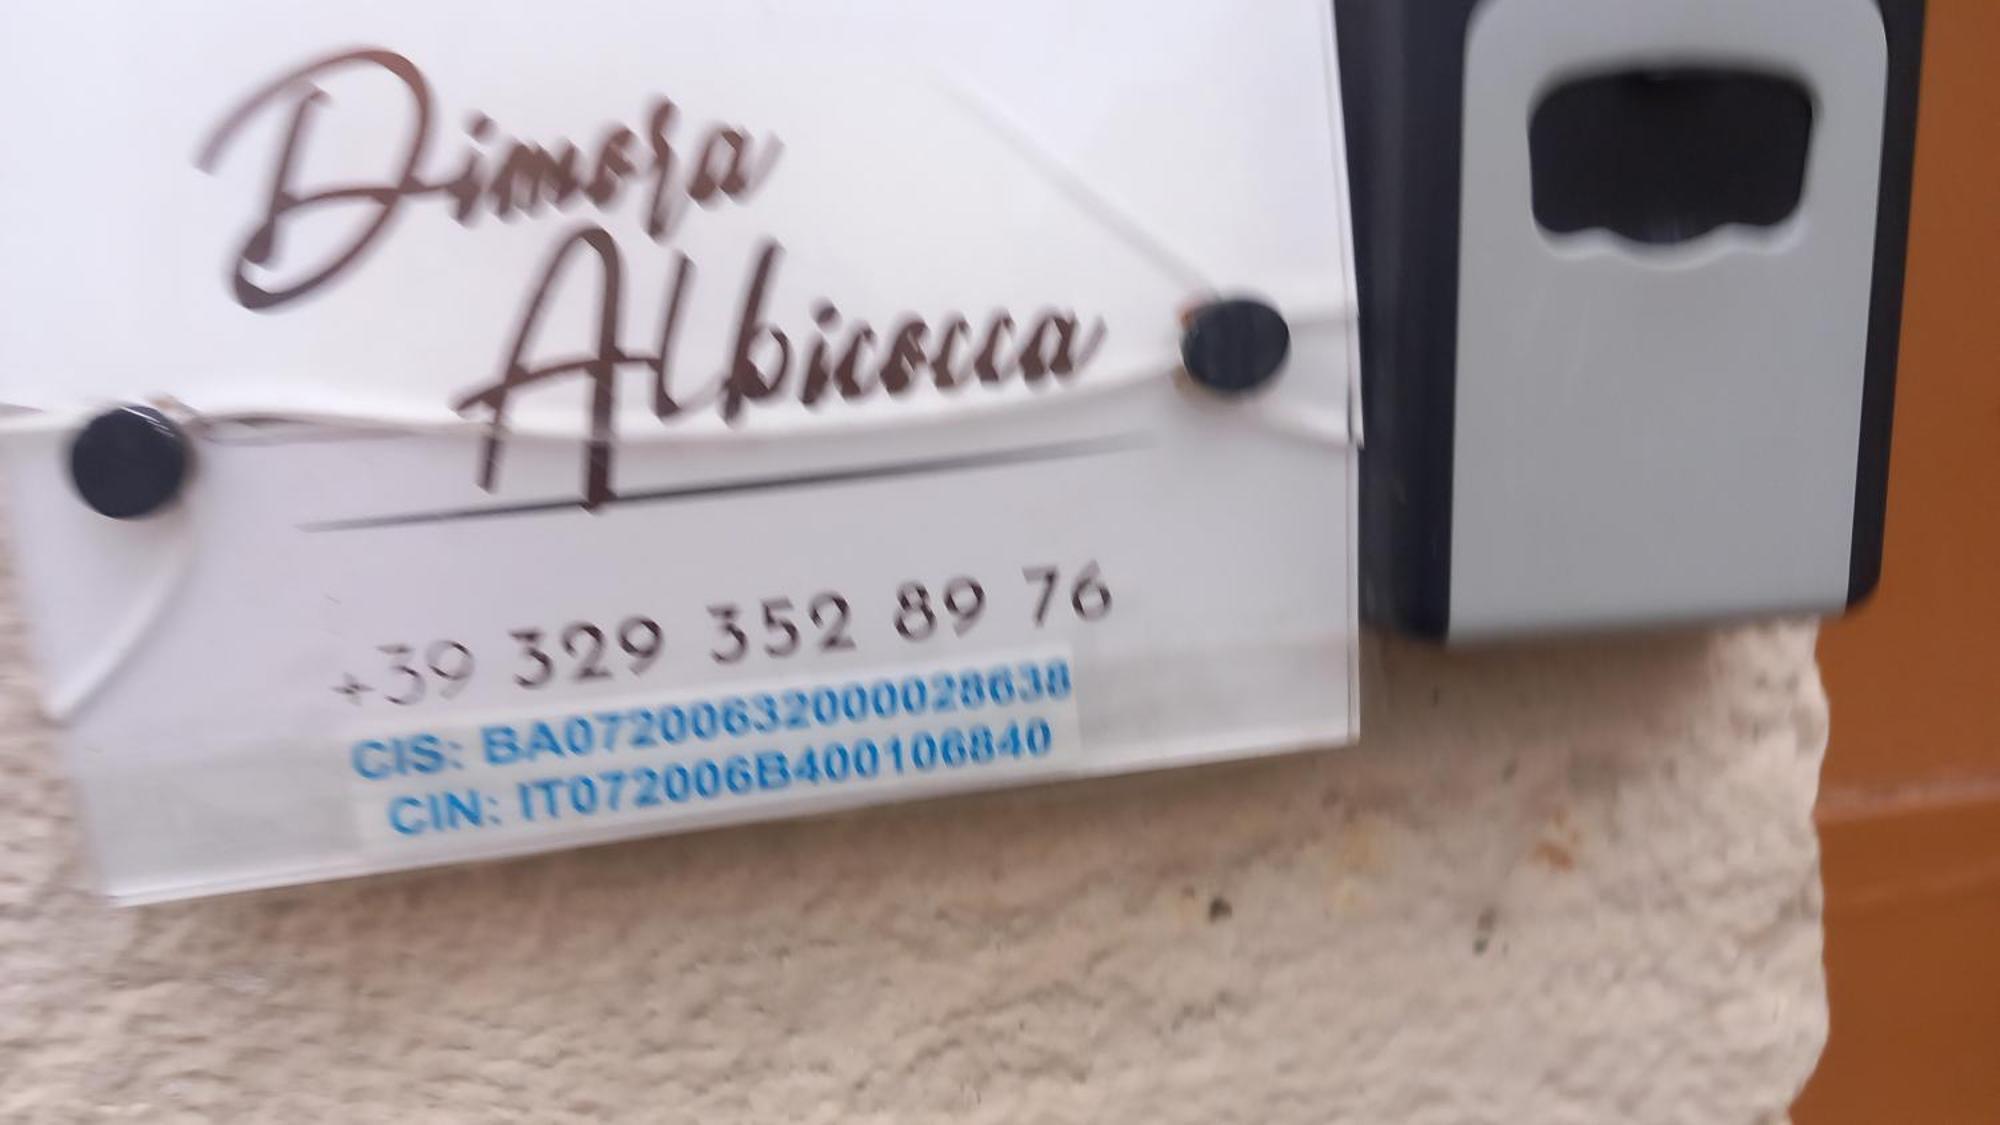 Dimora
Albicocca
+39 329 352 89 76
CIS: BA07200632000028638
CIN: IT072006B400106840